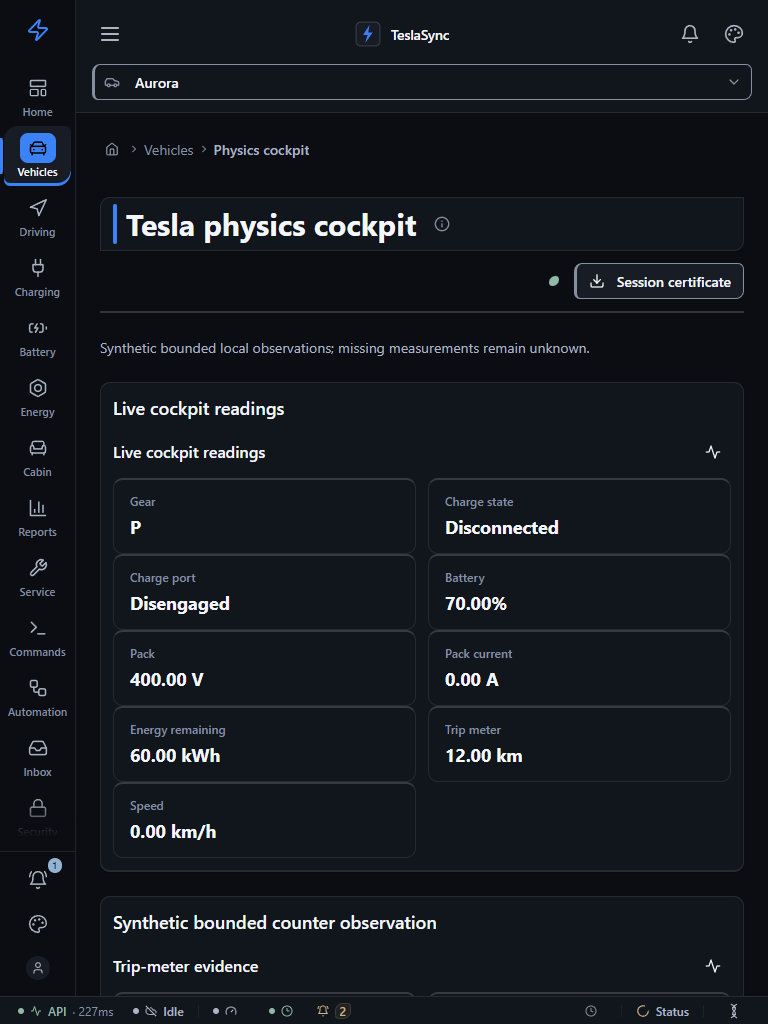 TeslaSync
Aurora
Home
Vehicles
Driving
Charging
Battery
Energy
Cabin
Reports
Service
Commands
Automation
Inbox
Security
1
Vehicles
Physics cockpit
Tesla physics cockpit
Session certificate
Synthetic bounded local observations; missing measurements remain unknown.
Live cockpit readings
Live cockpit readings
Gear
P
Charge state
Disconnected
Charge port
Disengaged
Battery
70.00%
Pack
400.00 V
Pack current
0.00 A
Energy remaining
60.00 kWh
Trip meter
12.00 km
Speed
0.00 km/h
Synthetic bounded counter observation
Trip-meter evidence
API · 227ms
Idle
2
Status